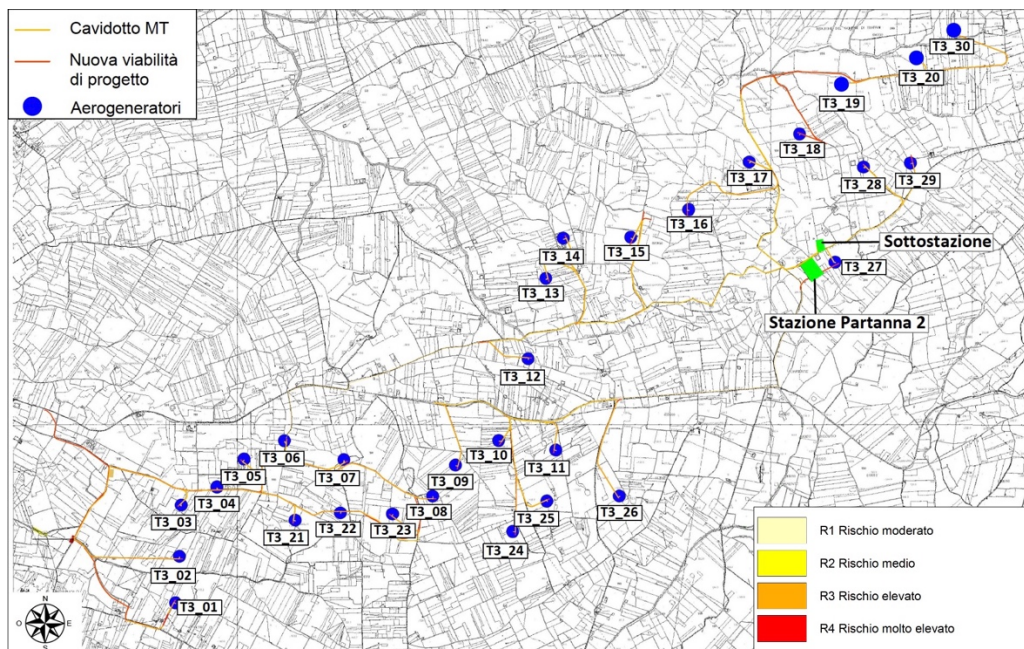 Cavidotto MT
Nuova viabilità
di progetto
Aerogeneratori
T3_30
T3_20
T3_19
T3_18
T3_17
T3_28
T3_29
T3_16
T3_15
T3_14
Sottostazione
T3_27
T3_13
Stazione Partanna 2
T3_12
T3_06
T3_10
T3_11
T3_05
T3_07
T3_09
T3_04
T3_08
T3_03
T3_25
T3_26
T3_21
T3_22
T3_23
T3_24
T3_02
T3_01
N
O
E
S
R1 Rischio moderato
R2 Rischio medio
R3 Rischio elevato
R4 Rischio molto elevato